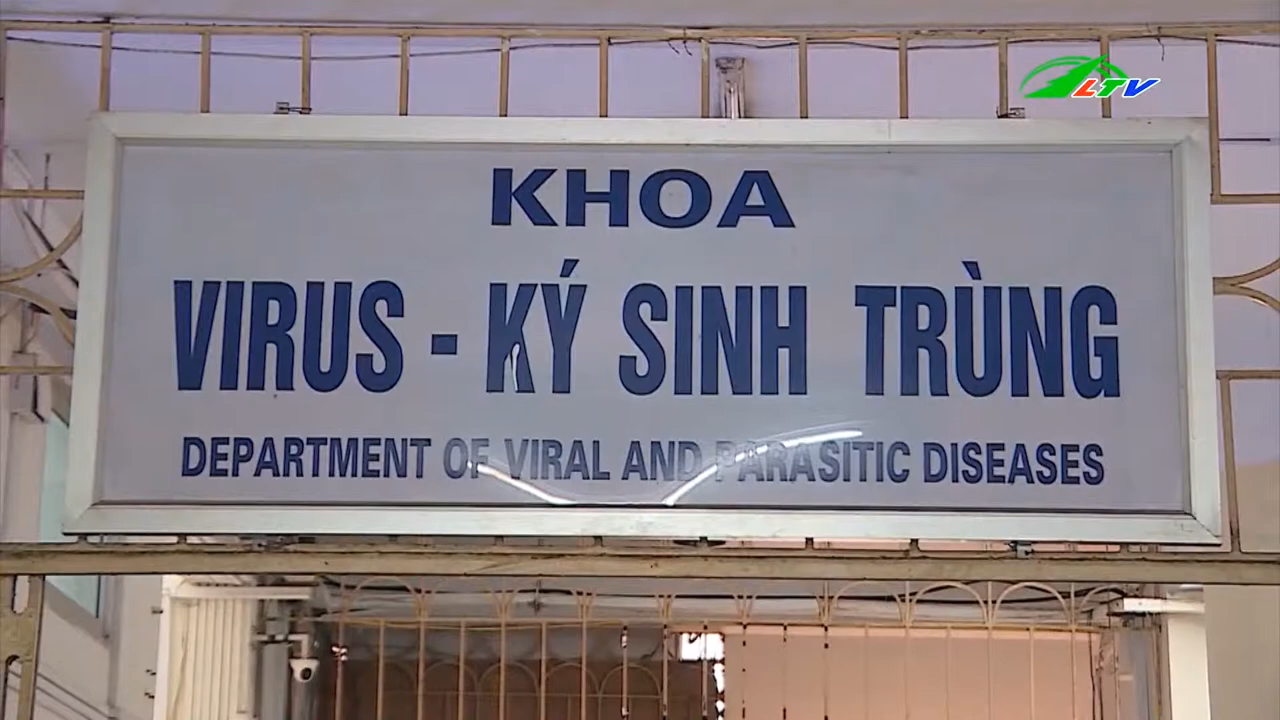 LTV
KHOA
VIRUS - KÝ SINH TRÙNG
DEPARTMENT OF VIRAL AND PARASITIC DISEASES